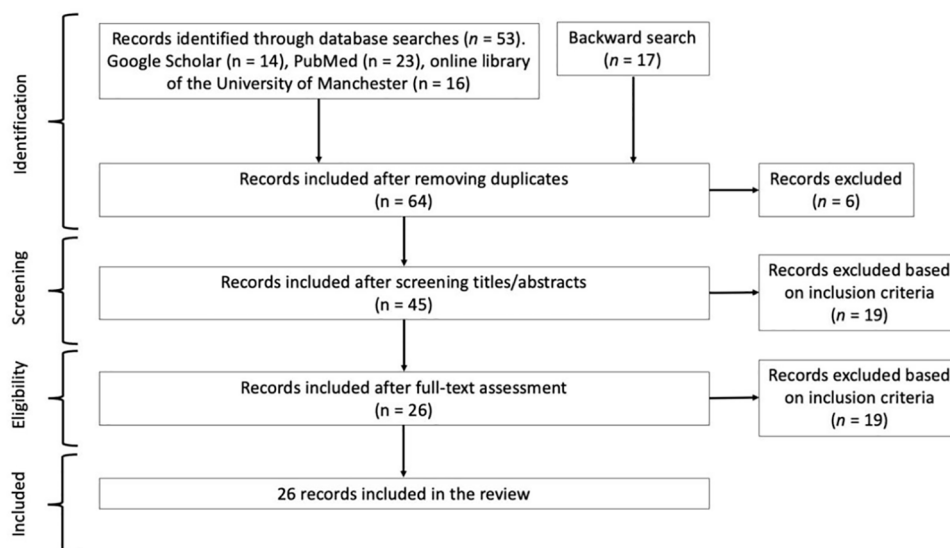 Identification
Records identified through database searches (n = 53).
Google Scholar (n = 14), PubMed (n = 23), online library
of the University of Manchester (n = 16)
Backward search
(n = 17)
Records included after removing duplicates
(n = 64)
Records excluded
(n = 6)
Screening
Records included after screening titles/abstracts
(n = 45)
Records excluded based
on inclusion criteria
(n = 19)
Eligibility
Records included after full-text assessment
(n = 26)
Records excluded based
on inclusion criteria
(n = 19)
Included
26 records included in the review